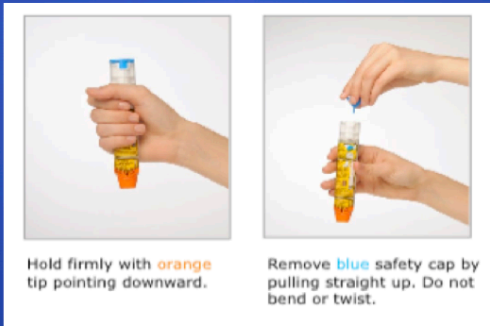 Hold firmly with orange
tip pointing downward.
Remove blue safety cap by
pulling straight up. Do not
bend or twist.